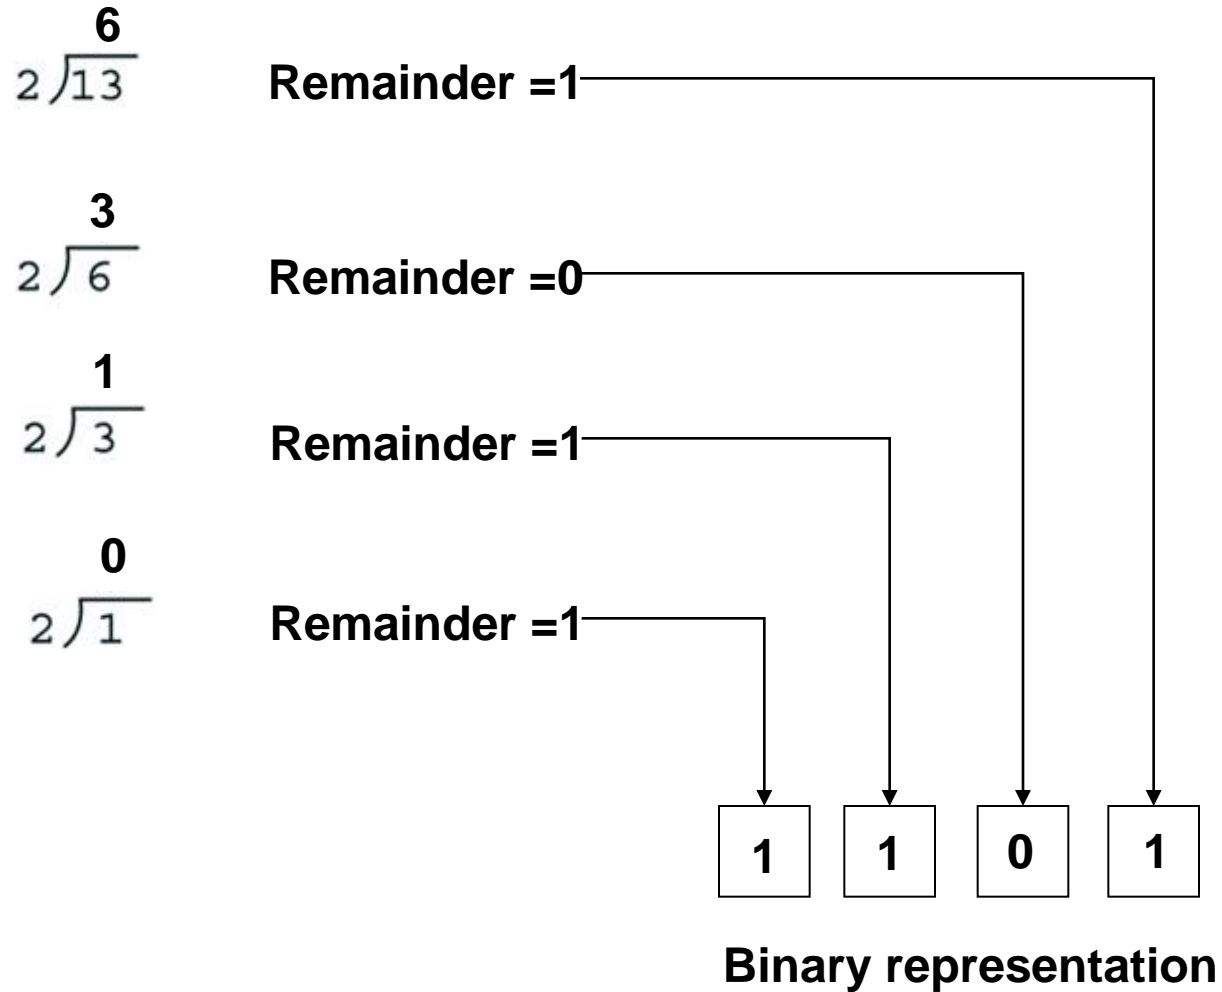 6
2 13 Remainder =1
3
2 6 Remainder =0
1
2 3 Remainder =1
0
2 1 Remainder =1
1 1 0 1
Binary representation